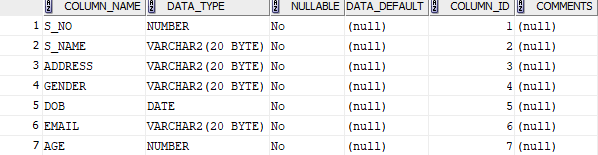 COLUMN_NAME DATA_TYPE NULLABLE DATA_DEFAULT COLUMN_ID COMMENTS
1 S_NO NUMBER No (null) 1 (null)
2 S_NAME VARCHAR2(20 BYTE) No (null) 2 (null)
3 ADDRESS VARCHAR2(20 BYTE) No (null) 3 (null)
4 GENDER VARCHAR2(20 BYTE) No (null) 4 (null)
5 DOB DATE No (null) 5 (null)
6 EMAIL VARCHAR2(20 BYTE) No (null) 6 (null)
7 AGE NUMBER No (null) 7 (null)